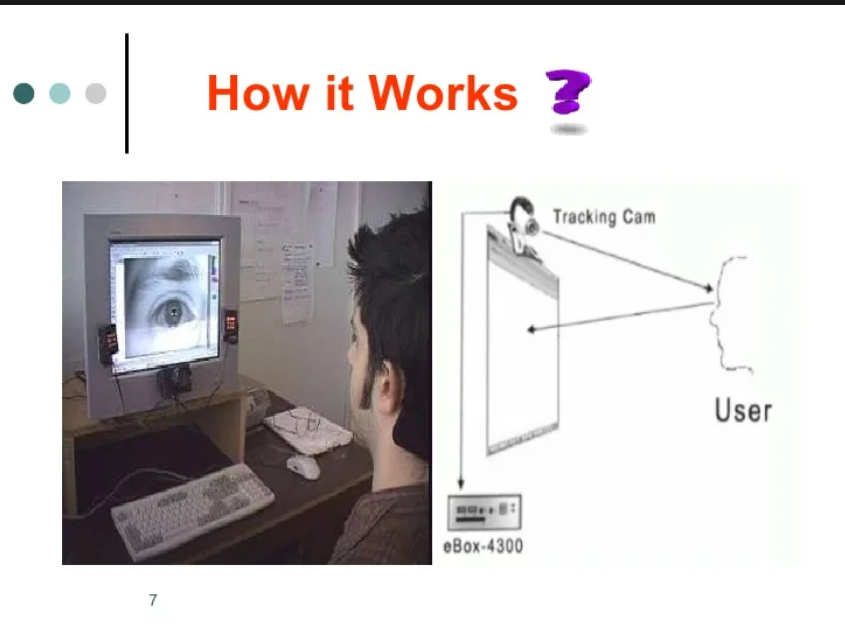 How it Works ?
Tracking Cam
User
eBox-4300
7